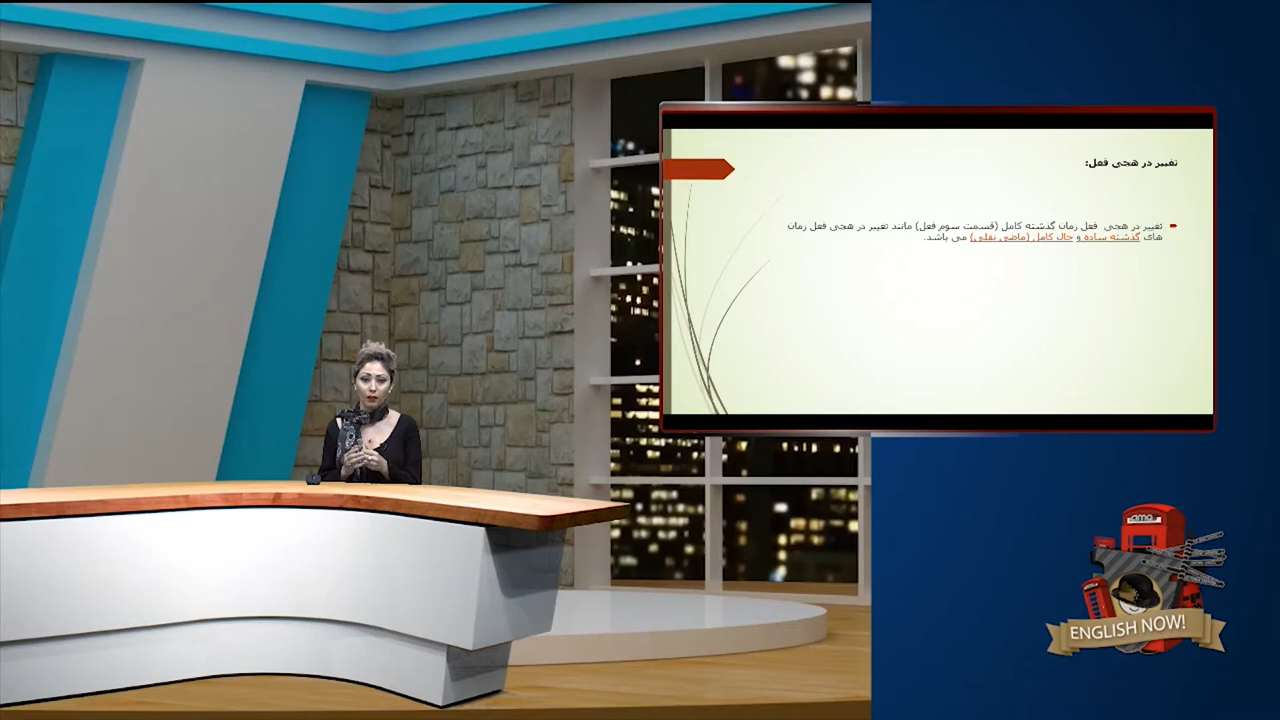 تغییر در هجی فعل:
تغییر در هجی فعل زمان گذشته کامل (قسمت سوم فعل) مانند تغییر در هجی فعل زمان
های گذشته ساده و حال کامل (ماضی نقلی) می باشد.
ENGLISH NOW!